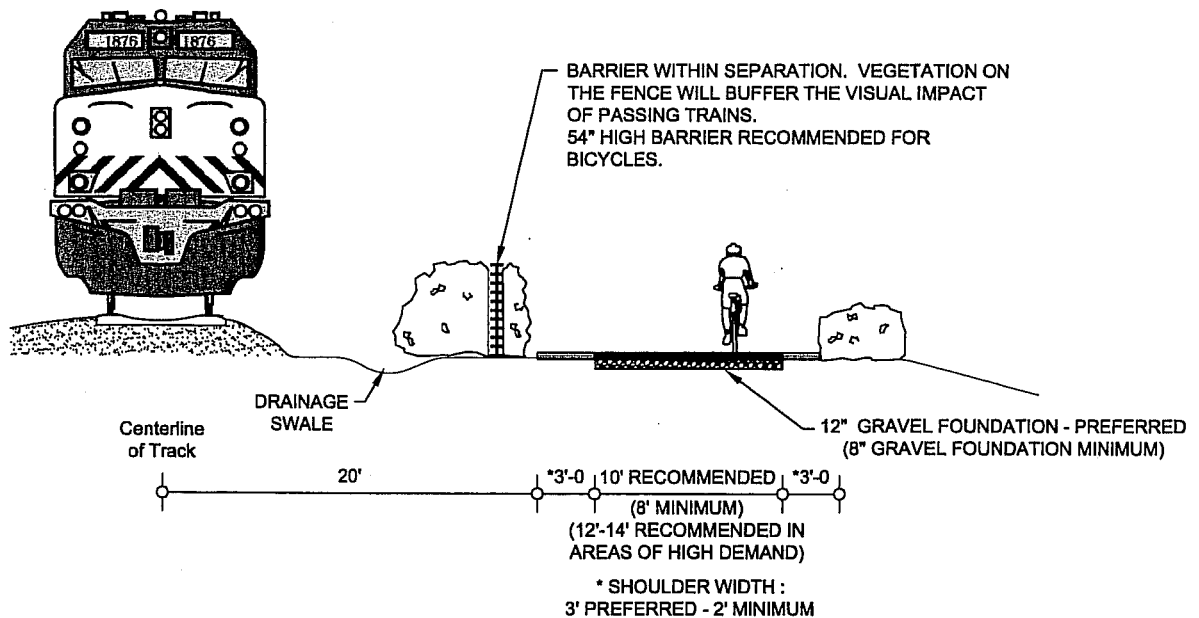 1876 1876
BARRIER WITHIN SEPARATION. VEGETATION ON
THE FENCE WILL BUFFER THE VISUAL IMPACT
OF PASSING TRAINS.
54" HIGH BARRIER RECOMMENDED FOR
BICYCLES.
DRAINAGE
SWALE
12" GRAVEL FOUNDATION - PREFERRED
(8" GRAVEL FOUNDATION MINIMUM)
Centerline
of Track
20'
*3'-0
10' RECOMMENDED
*3'-0
(8' MINIMUM)
(12'-14' RECOMMENDED IN
AREAS OF HIGH DEMAND)
* SHOULDER WIDTH :
3' PREFERRED - 2' MINIMUM